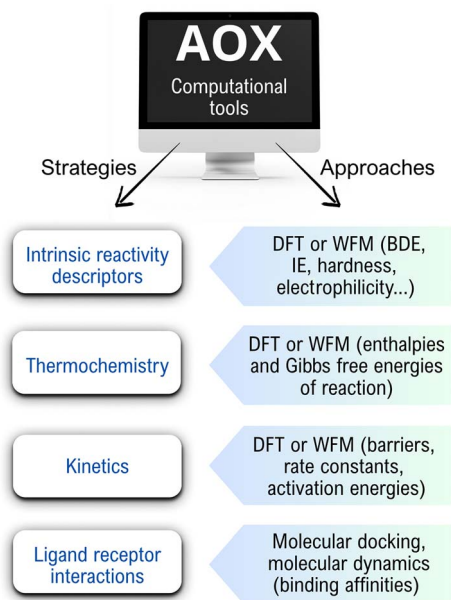 AOX
Computational
tools
Strategies
Approaches
Intrinsic reactivity
descriptors
DFT or WFM (BDE,
IE, hardness,
electrophilicity...)
Thermochemistry
DFT or WFM (enthalpies
and Gibbs free energies
of reaction)
Kinetics
DFT or WFM (barriers,
rate constants,
activation energies)
Ligand receptor
interactions
Molecular docking,
molecular dynamics
(binding affinities)